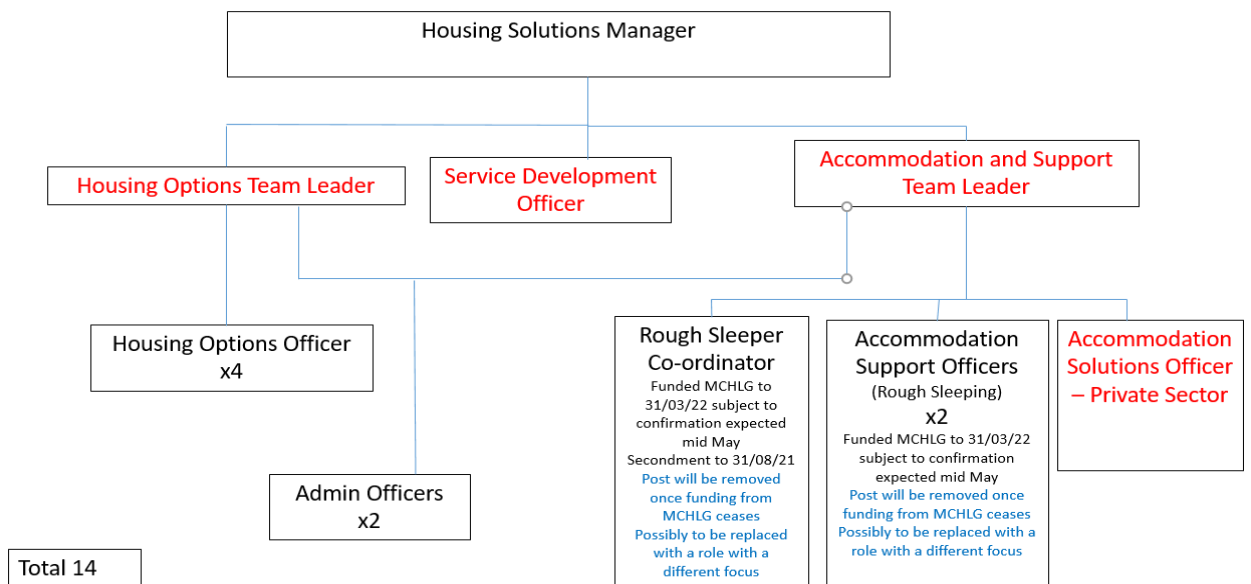 Housing Solutions Manager
Housing Options Team Leader
Service Development
Officer
Accommodation and Support
Team Leader
Housing Options Officer
x4
Admin Officers
x2
Rough Sleeper
Co-ordinator
Funded MCHLG to
31/03/22 subject to
confirmation expected
mid May
Secondment to 31/08/21
Post will be removed
once funding from
MCHLG ceases
Possibly to be replaced
with a role with a
different focus
Accommodation
Support Officers
(Rough Sleeping)
x2
Funded MCHLG to 31/03/22
subject to confirmation
expected mid May
Post will be removed once
funding from MCHLG ceases
Possibly to be replaced with a
role with a different focus
Accommodation
Solutions Officer
– Private Sector
Total 14